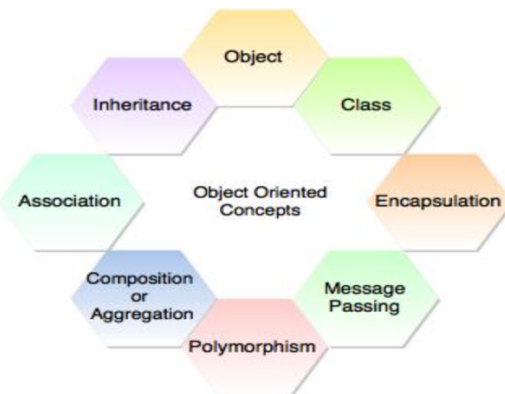 Object
Inheritance
Class
Association
Object Oriented
Concepts
Encapsulation
Composition
or
Aggregation
Message
Passing
Polymorphism